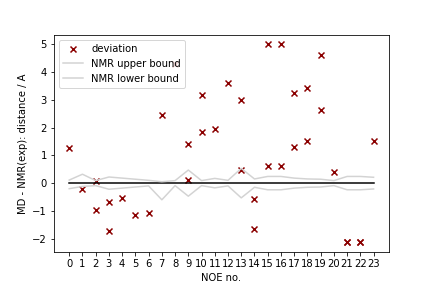 deviation
NMR upper bound
NMR lower bound
5
4
3
2
1
0
−1
−2
MD - NMR(exp): distance / A
0 1 2 3 4 5 6 7 8 9 10 11 12 13 14 15 16 17 18 19 20 21 22 23
NOE no.